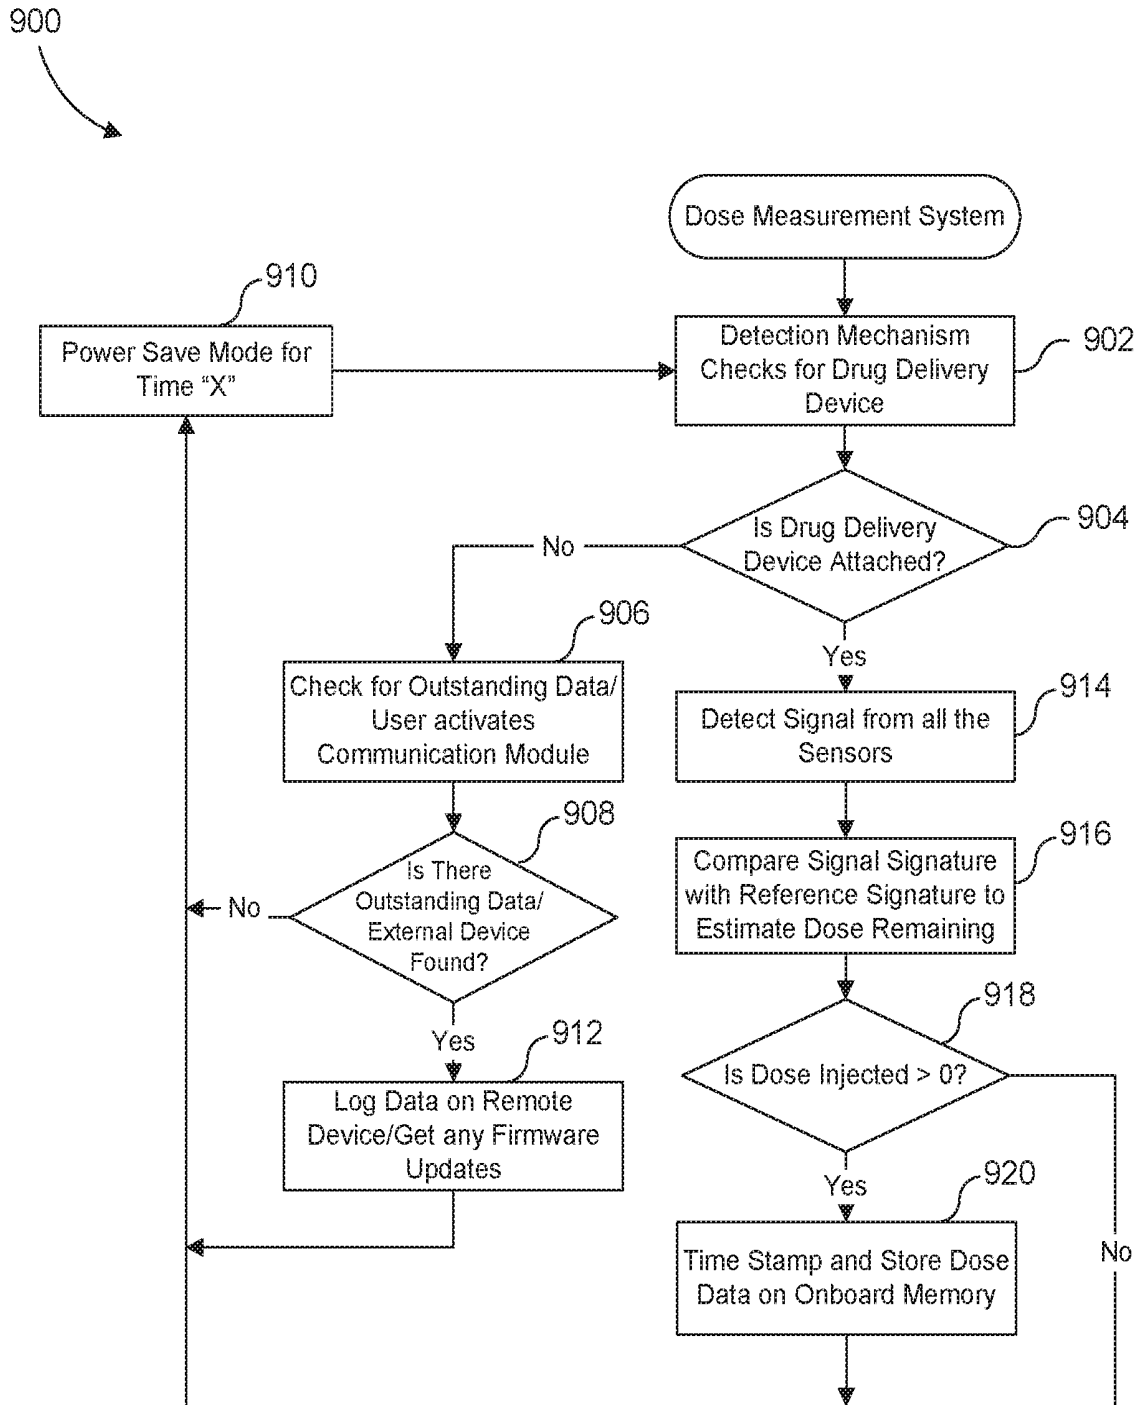 900
Dose Measurement System
910
Power Save Mode for
Time “X”
Detection Mechanism
Checks for Drug Delivery
Device
902
Is Drug Delivery
Device Attached?
904
No
Yes
906
Check for Outstanding Data/
User activates
Communication Module
914
Detect Signal from all the
Sensors
908
Is There
Outstanding Data/
External Device
Found?
No
Yes
916
Compare Signal Signature
with Reference Signature to
Estimate Dose Remaining
912
Log Data on Remote
Device/Get any Firmware
Updates
918
Is Dose Injected > 0?
Yes
No
920
Time Stamp and Store Dose
Data on Onboard Memory